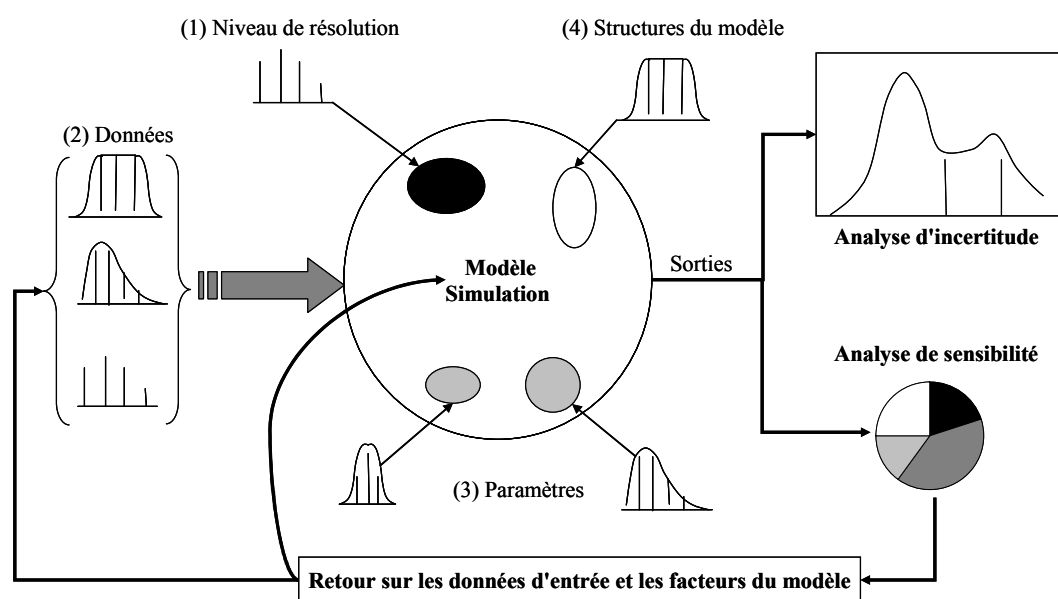 (1) Niveau de résolution
(4) Structures du modèle
(2) Données
Analyse d'incertitude
Sorties
Modèle
Simulation
Analyse de sensibilité
(3) Paramètres
Retour sur les données d'entrée et les facteurs du modèle